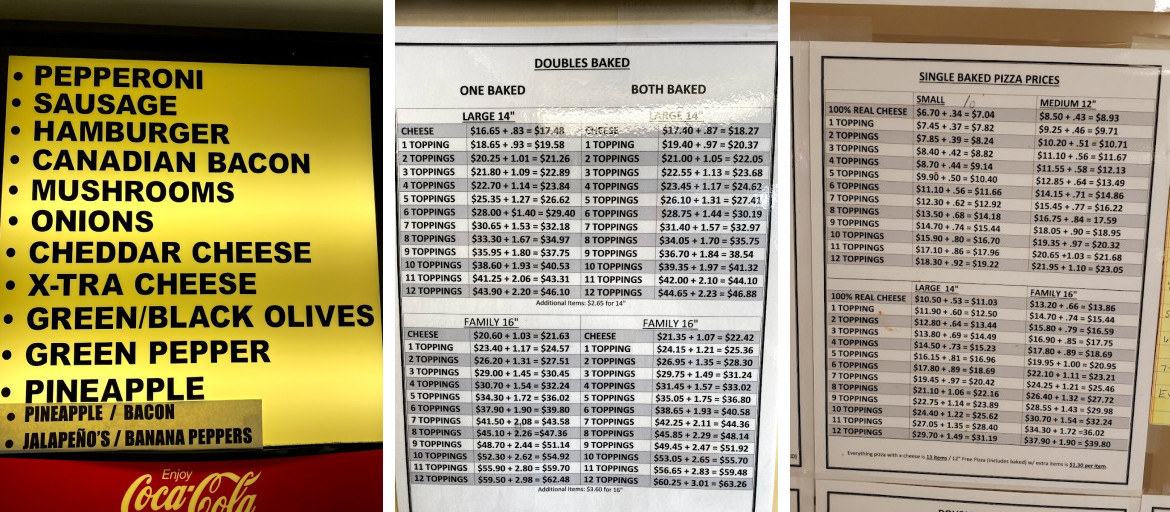 • PEPPERONI
• SAUSAGE
• HAMBURGER
• CANADIAN BACON
• MUSHROOMS
• ONIONS
• CHEDDAR CHEESE
• X-TRA CHEESE
• GREEN/BLACK OLIVES
• GREEN PEPPER
• PINEAPPLE
• PINEAPPLE / BACON
• JALAPEÑO'S / BANANA PEPPERS
Enjoy
Coca-Cola
DOUBLES BAKED
ONE BAKED BOTH BAKED
LARGE 14" LARGE 14"
CHEESE $16.65 + .83 = $17.48 CHEESE $17.40 + .87 = $18.27
1 TOPPING $18.65 + .93 = $19.58 1 TOPPING $19.40 + .97 = $20.37
2 TOPPINGS $20.25 + 1.01 = $21.26 2 TOPPINGS $21.00 + 1.05 = $22.05
3 TOPPINGS $21.80 + 1.09 = $22.89 3 TOPPINGS $22.55 + 1.13 = $23.68
4 TOPPINGS $22.70 + 1.14 = $23.84 4 TOPPINGS $23.45 + 1.17 = $24.62
5 TOPPINGS $25.35 + 1.27 = $26.62 5 TOPPINGS $26.10 + 1.31 = $27.41
6 TOPPINGS $28.00 + $1.40 = $29.40 6 TOPPINGS $28.75 + 1.44 = $30.19
7 TOPPINGS $30.65 + 1.53 = $32.18 7 TOPPINGS $31.40 + 1.57 = $32.97
8 TOPPINGS $33.30 + 1.67 = $34.97 8 TOPPINGS $34.05 + 1.70 = $35.75
9 TOPPINGS $35.95 + 1.80 = $37.75 9 TOPPINGS $36.70 + 1.84 = 38.54
10 TOPPINGS $38.60 + 1.93 = $40.53 10 TOPPINGS $39.35 + 1.97 = $41.32
11 TOPPINGS $41.25 + 2.06 = $43.31 11 TOPPINGS $42.00 + 2.10 = $44.10
12 TOPPINGS $43.90 + 2.20 = $46.10 12 TOPPINGS $44.65 + 2.23 = $46.88
Additional Items: $2.65 for 14"
FAMILY 16" FAMILY 16"
CHEESE $20.60 + 1.03 = $21.63 CHEESE $21.35 + 1.07 = $22.42
1 TOPPING $23.40 + 1.17 = $24.57 1 TOPPING $24.15 + 1.21 = $25.36
2 TOPPINGS $26.20 + 1.31 = $27.51 2 TOPPINGS $26.95 + 1.35 = $28.30
3 TOPPINGS $29.00 + 1.45 = $30.45 3 TOPPINGS $29.75 + 1.49 = $31.24
4 TOPPINGS $30.70 + 1.54 = $32.24 4 TOPPINGS $31.45 + 1.57 = $33.02
5 TOPPINGS $34.30 + 1.72 = $36.02 5 TOPPINGS $35.05 + 1.75 = $36.80
6 TOPPINGS $37.90 + 1.90 = $39.80 6 TOPPINGS $38.65 + 1.93 = $40.58
7 TOPPINGS $41.50 + 2.08 = $43.58 7 TOPPINGS $42.25 + 2.11 = $44.36
8 TOPPINGS $45.10 + 2.26 =$47.36 8 TOPPINGS $45.85 + 2.29 = $48.14
9 TOPPINGS $48.70 + 2.44 = $51.14 9 TOPPINGS $49.45 + 2.47 = $51.92
10 TOPPINGS $52.30 + 2.62 = $54.92 10 TOPPINGS $53.05 + 2.65 = $55.70
11 TOPPINGS $55.90 + 2.80 = $59.70 11 TOPPINGS $56.65 + 2.83 = $59.48
12 TOPPINGS $59.50 + 2.98 = $62.48 12 TOPPINGS $60.25 + 3.01 = $63.26
Additional Items: $3.60 for 16"
SINGLE BAKED PIZZA PRICES
SMALL 10 MEDIUM 12"
100% REAL CHEESE $6.70 + .34 = $7.04 $8.50 + .43 = $8.93
1 TOPPING $7.45 + .37 = $7.82 $9.25 + .46 = $9.71
2 TOPPINGS $7.85 + .39 = $8.24 $10.20 + .51 = $10.71
3 TOPPINGS $8.40 + .42 = $8.82 $11.10 + .56 = $11.67
4 TOPPINGS $8.70 + .44 = $9.14 $11.55 + .58 = $12.13
5 TOPPINGS $9.90 + .50 = $10.40 $12.85 + .64 = $13.49
6 TOPPINGS $11.10 + .56 = $11.66 $14.15 + .71 = $14.86
7 TOPPINGS $12.30 + .62 = $12.92 $15.45 + .77 = $16.22
8 TOPPINGS $13.50 + .68 = $14.18 $16.75 + .84 = 17.59
9 TOPPINGS $14.70 + .74 = $15.44 $18.05 + .90 = $18.95
10 TOPPINGS $15.90 + .80 = $16.70 $19.35 + .97 = $20.32
11 TOPPINGS $17.10 + .86 = $17.96 $20.65 +1.03 = $21.68
12 TOPPINGS $18.30 + .92 = $19.22 $21.95 + 1.10 = $23.05
LARGE 14" FAMILY 16"
100% REAL CHEESE $10.50 + .53 = $11.03 $13.20 + .66 = $13.86
1 TOPPING $11.90 + .60 = $12.50 $14.70 + .74 = $15.44
2 TOPPINGS $12.80 + .64 = $13.44 $15.80 + .79 = $16.59
3 TOPPINGS $13.80 + .69 = $14.49 $16.90 + .85 = $17.75
4 TOPPINGS $14.50 + .73 = $15.23 $17.80 + .89 = $18.69
5 TOPPINGS $16.15 + .81 = $16.96 $19.95 + 1.00 = $20.95
6 TOPPINGS $17.80 + .89 = $18.69 $22.10 + 1.11 = $23.21
7 TOPPINGS $19.45 + .97 = $20.42 $24.25 + 1.21 = $25.46
8 TOPPINGS $21.10 + 1.06 = $22.16 $26.40 + 1.32 = $27.72
9 TOPPINGS $22.75 + 1.14 = $23.89 $28.55 + 1.43 = $29.98
10 TOPPINGS $24.40 + 1.22 = $25.62 $30.70 + 1.54 = $32.24
11 TOPPINGS $27.05 + 1.35 = $28.40 $34.30 + 1.72 =36.02
12 TOPPINGS $29.70 + 1.49 = $31.19 $37.90 + 1.90 = $39.80
Everything pizza with a cheese is 13 items / 12" Free Pizza (includes baked) w/ extra items is $1.30 per item.